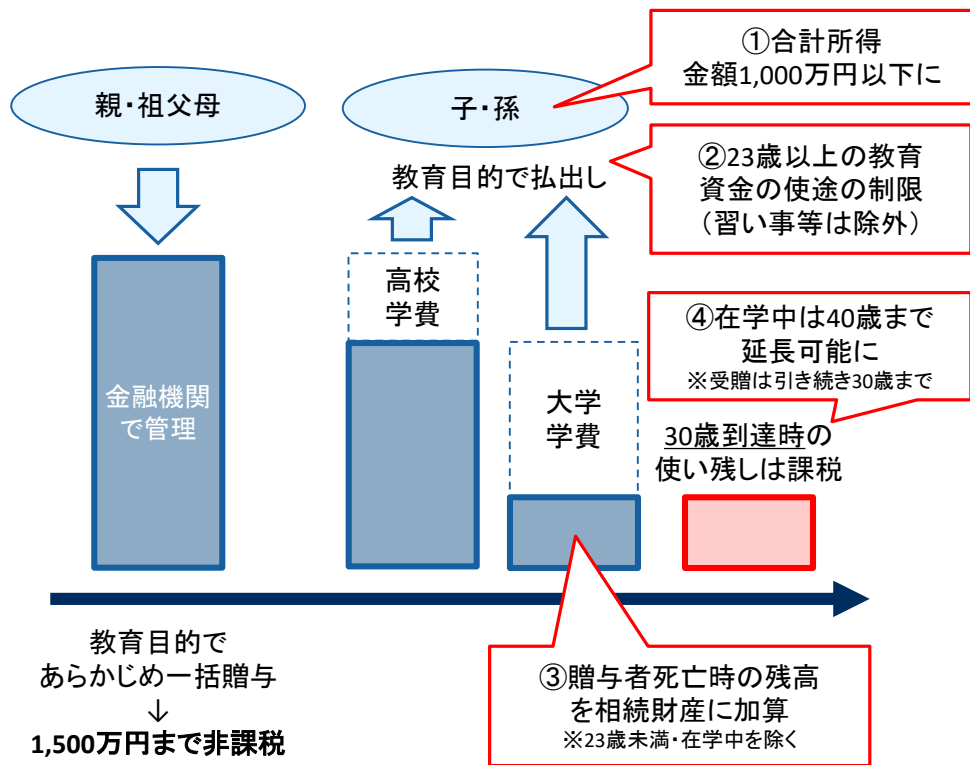 ①合計所得
金額1,000万円以下に
親・祖父母
子・孫
②23歳以上の教育
資金の使途の制限
（習い事等は除外）
教育目的で払出し
高校
学費
④在学中は40歳まで
延長可能に
※受贈は引き続き30歳まで
金融機関
で管理
大学
学費
30歳到達時の
使い残しは課税
教育目的で
あらかじめ一括贈与
↓
1,500万円まで非課税
③贈与者死亡時の残高
を相続財産に加算
※23歳未満・在学中を除く